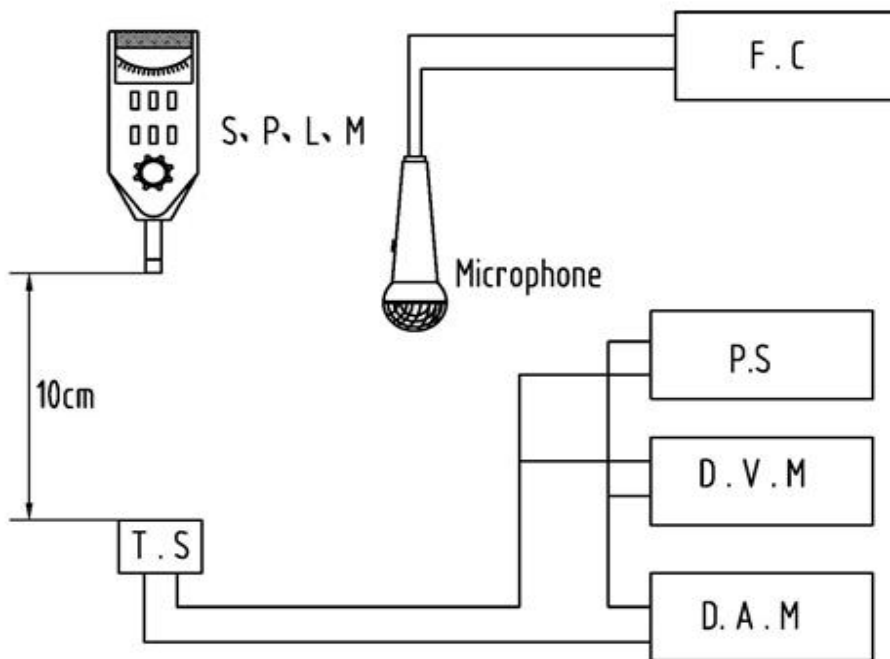 F.C
S、P、L、M
Microphone
P.S
10cm
D.V.M
T.S
D.A.M